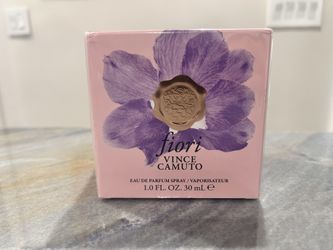 fiori
VINCE
CAMUTO
EAU DE PARFUM SPRAY / VAPORISATEUR
1.0 FL. OZ. 30 mL ℮